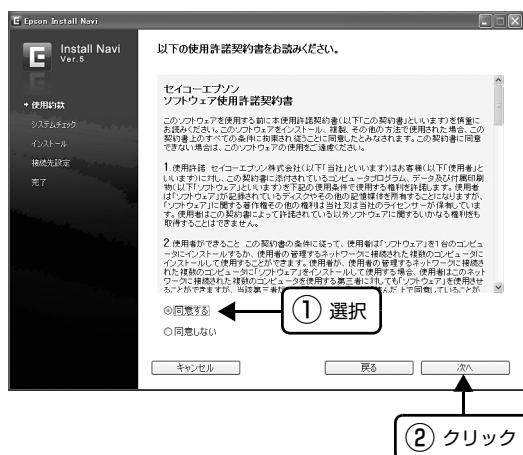 Epson Install Navi
Install Navi
Ver.5
使用約款
システムチェック
インストール
接続先設定
完了
以下の使用許諾契約書をお読みください。
セイコーエプソン
ソフトウェア使用許諾契約書
このソフトウェアを使用する前に本使用許諾契約書(以下「この契約書」といいます)を慎重に
お読みください。このソフトウェアをインストール、複製、その他の方法で使用された場合、この
契約書上のすべての条件に拘束され従うことに同意したとみなされます。この契約書に同意
できない場合は、このソフトウェアの使用をご遠慮ください。
1.使用許諾 セイコーエプソン株式会社(以下「当社」といいます)はお客様(以下「使用者」と
いいます)に対し、この契約書に添付されているコンピュータプログラム、データ及び付属印刷
物(以下「ソフトウェア」といいます)を下記の使用条件で使用する権利を許諾します。使用者
は「ソフトウェア」が記録されているディスクやその他の記憶媒体を所有することになりますが、
「ソフトウェア」に関する著作権その他の権利は当社又は当社のライセンサーが保有していま
す。使用者はこの契約書によって許諾されている以外ソフトウェアに関するいかなる権利をも
取得することはできません。
2.使用者ができること この契約書の条件に従って、使用者は「ソフトウェア」を1台のコンピュ
ータにインストールするか、使用者の管理するネットワークに接続された複数のコンピュータに
インストールして使用することができます。使用者が、使用者の管理するネットワークに接続さ
れた複数のコンピュータに「ソフトウェア」をインストールして使用する場合、使用者はこのネット
ワークに接続された複数のコンピュータを使用する第三者に対しても「ソフトウェア」を使用させ
ることができますが、当該第三者が
んだ上で同意していることが
同意する
① 選択
同意しない
キャンセル
戻る
次へ
② クリック